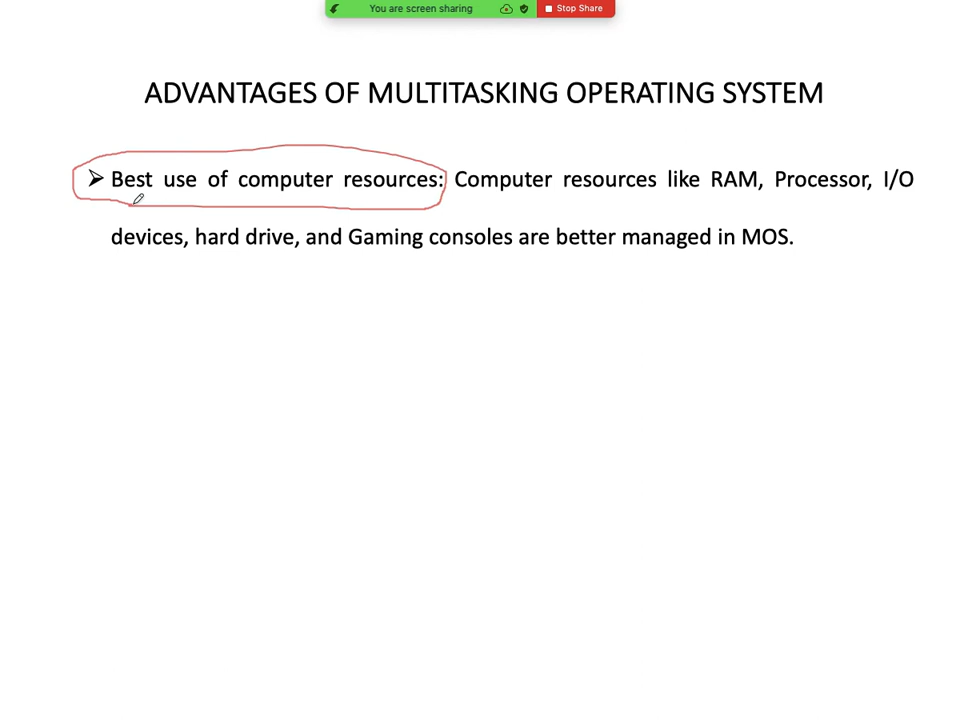 You are screen sharing
Stop Share
ADVANTAGES OF MULTITASKING OPERATING SYSTEM
➢ Best use of computer resources: Computer resources like RAM, Processor, I/O
devices, hard drive, and Gaming consoles are better managed in MOS.